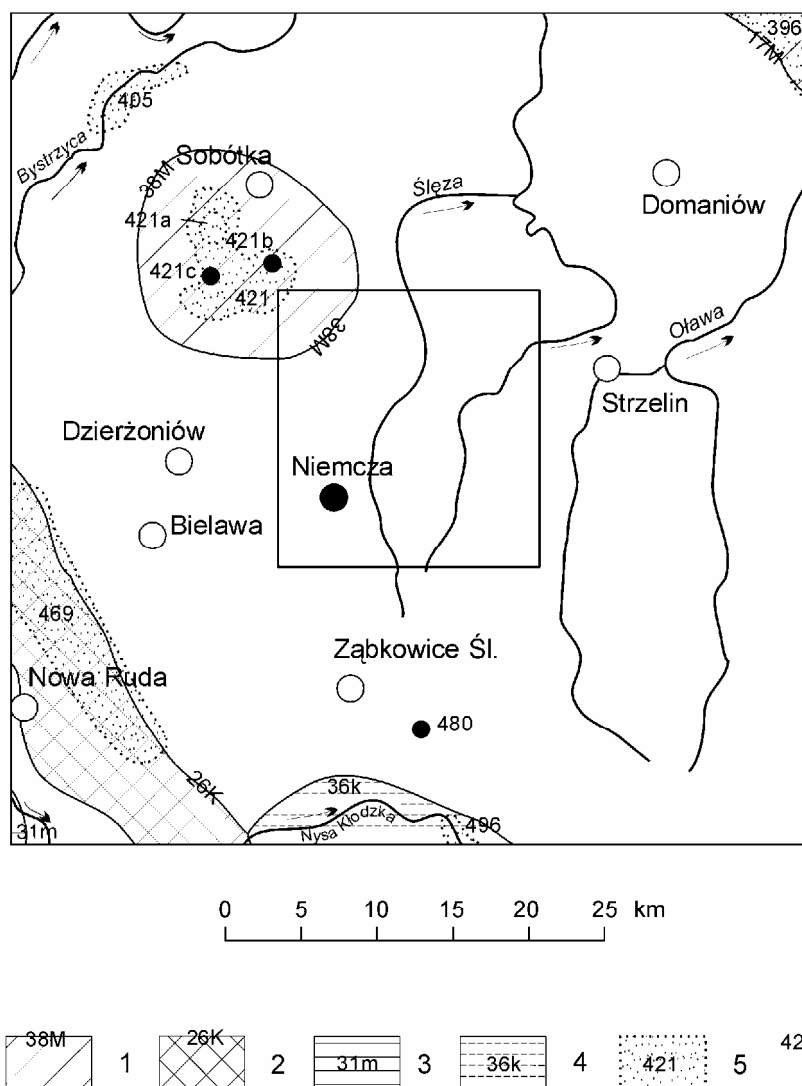 396
17M
405
Bystrzyca
38M
Sobótka
Ślęza
Domaniów
421a
421b
421c
421
38M
Oława
Strzelin
Dzierżoniów
Niemcza
Bielawa
469
Ząbkowice Śl.
Nowa Ruda
480
26K
36k
31m
Nysa Kłodzka
496
0 5 10 15 20 25 km
38M 1 26K 2 31m 3 36k 4 421 5 42